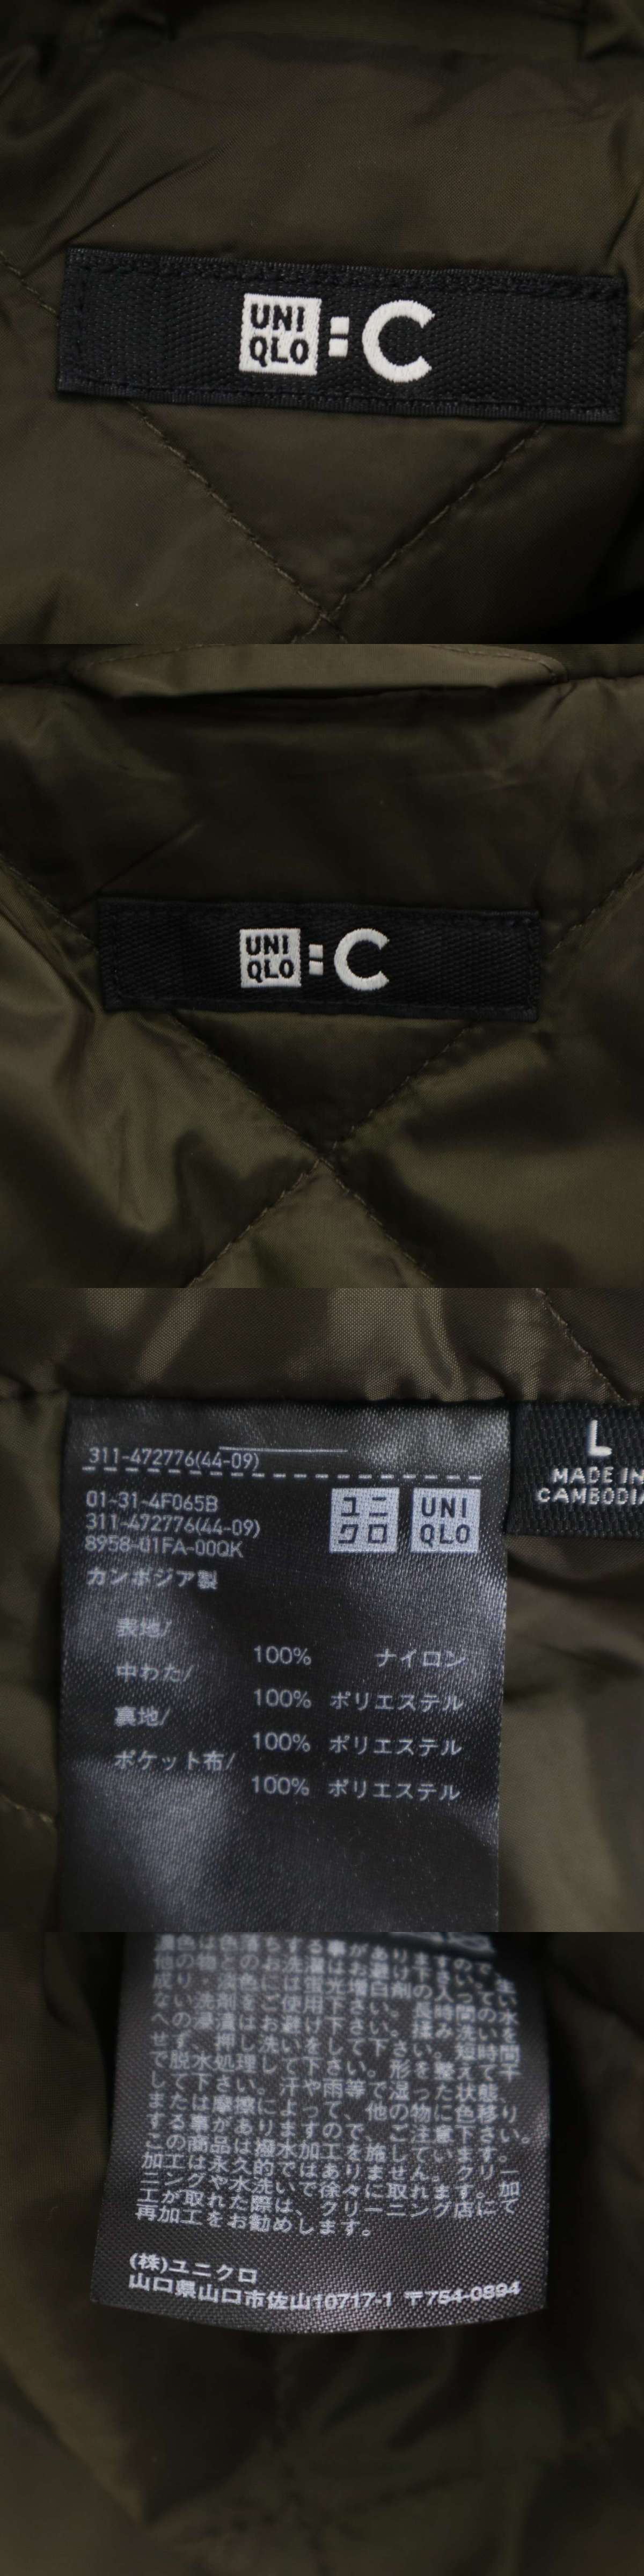 UNI
QLO : C
UNI
QLO : C
311-472776(44-09)
01-31-4F065B
311-472776(44-09)
8958-01FA-00QK
カンボジア製
ユニ
クロ
UNI
QLO
L
MADE IN
CAMBODIA
表地/
100% ナイロン
中わた/
100% ポリエステル
裏地/
100% ポリエステル
ポケット布/
100% ポリエステル
ない洗剤をご使用下さい。
への浸漬はお避け下さい。
せず、押し洗いをして下さい。
で脱水処理して下さい。形を整えて
して下さい。汗や雨等で湿った状態、
または摩擦によって、他の物に色移り
する事がありますので、ご注意下さい。
この商品は撥水加工を施しています。
加工は永久的ではありません。クリー
ニングや水洗いで徐々に取れます。加
工が取れた際は、クリーニング店にて
再加工をお勧めします。
(株)ユニクロ
山口県山口市佐山10717-1 〒754-0894